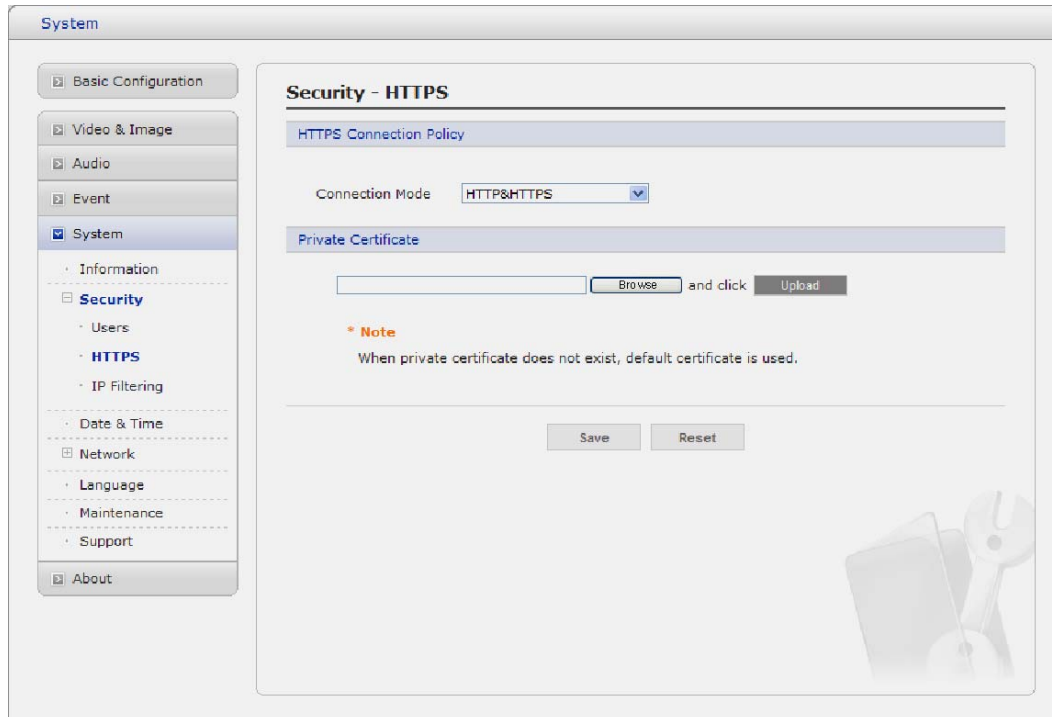 System
Basic Configuration
Video & Image
Audio
Event
System
Information
Security
Users
HTTPS
IP Filtering
Date & Time
Network
Language
Maintenance
Support
About
Security - HTTPS
HTTPS Connection Policy
Connection Mode HTTP&HTTPS
Private Certificate
Browse and click Upload
* Note
When private certificate does not exist, default certificate is used.
Save Reset